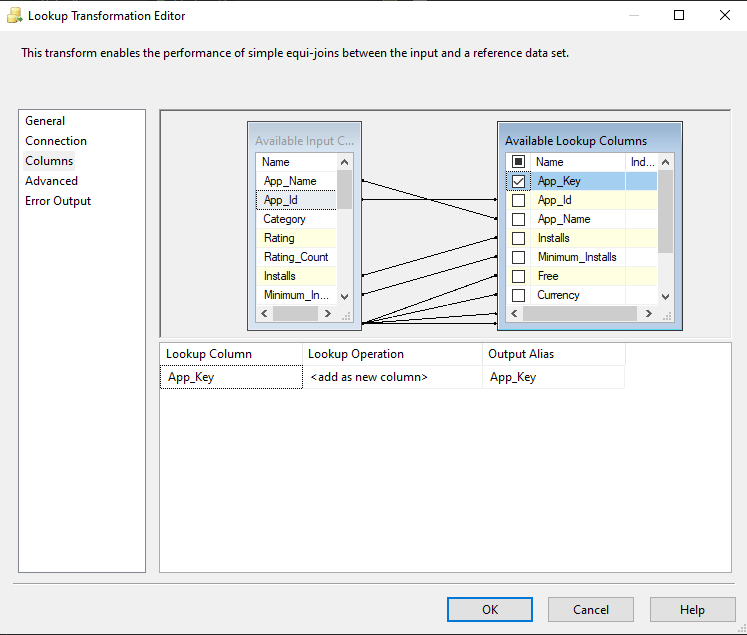 Lookup Transformation Editor
This transform enables the performance of simple equi-joins between the input and a reference data set.
General
Connection
Columns
Advanced
Error Output
Available Input C...
Name
App_Name
App_Id
Category
Rating
Rating_Count
Installs
Minimum_In...
Available Lookup Columns
Name Ind...
App_Key
App_Id
App_Name
Installs
Minimum_Installs
Free
Currency
Lookup Column Lookup Operation Output Alias
App_Key <add as new column> App_Key
OK Cancel Help